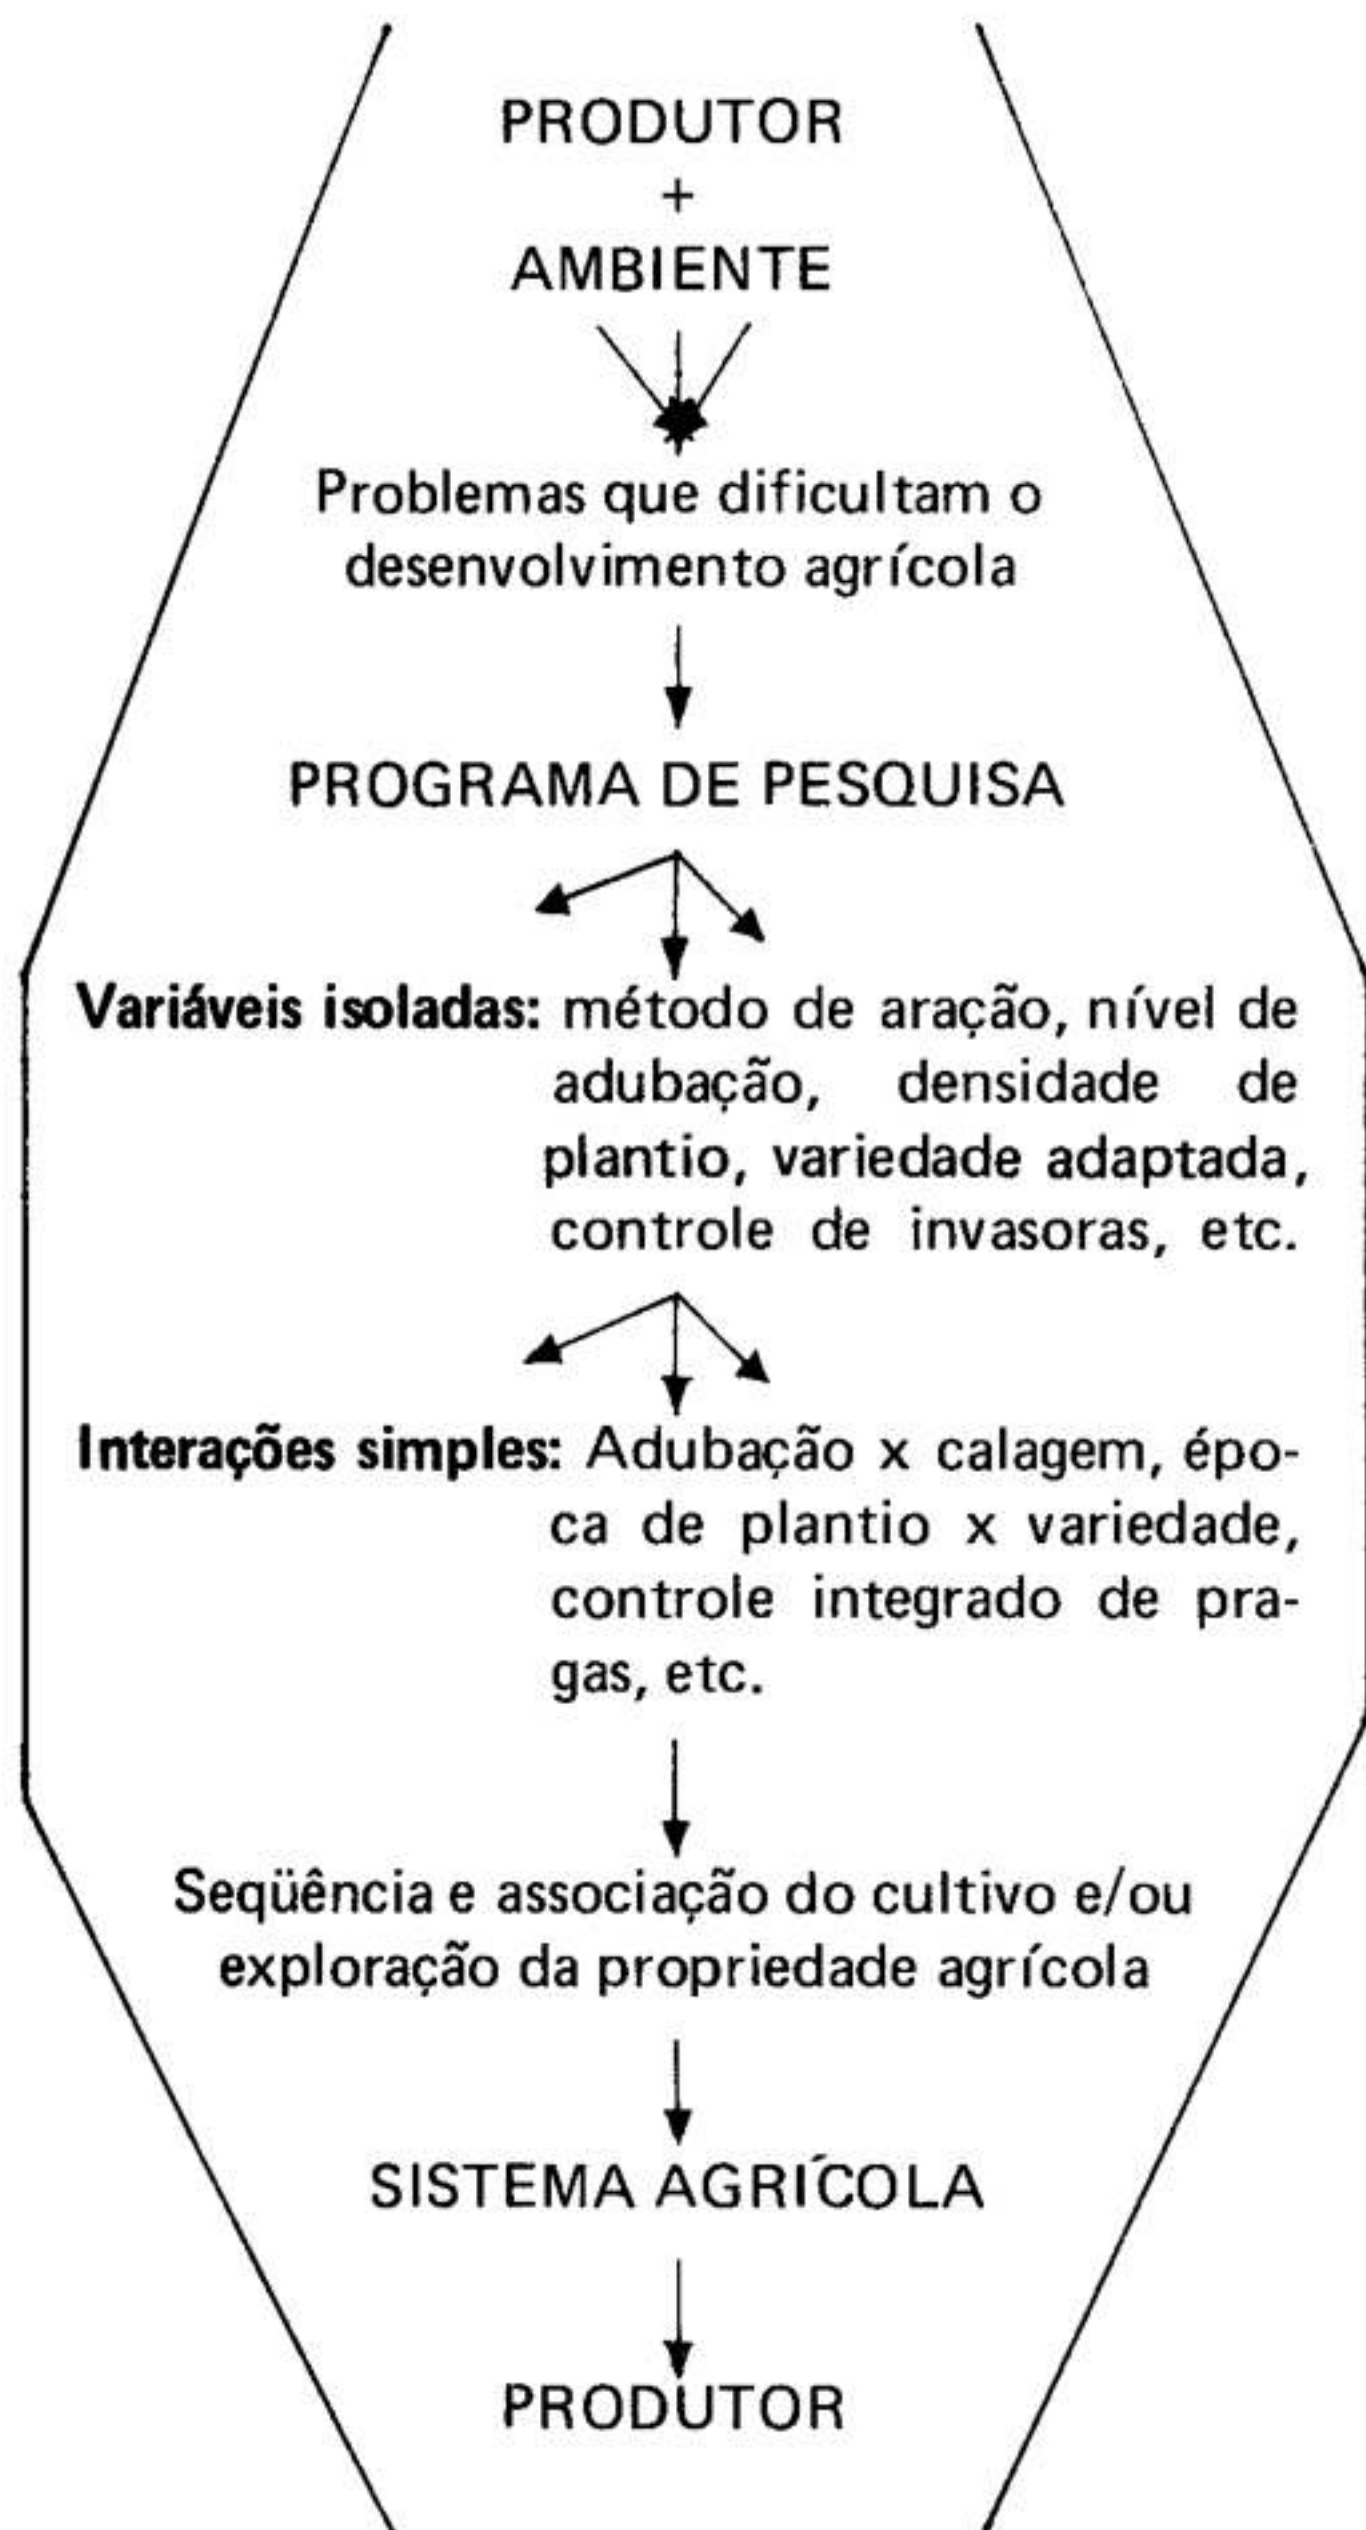 PRODUTOR
+
AMBIENTE
Problemas que dificultam o
desenvolvimento agrícola
PROGRAMA DE PESQUISA
Variáveis isoladas: método de aração, nível de
adubação, densidade de
plantio, variedade adaptada,
controle de invasoras, etc.
Interações simples: Adubação x calagem, épo-
ca de plantio x variedade,
controle integrado de pra-
gas, etc.
Seqüência e associação do cultivo e/ou
exploração da propriedade agrícola
SISTEMA AGRÍCOLA
PRODUTOR